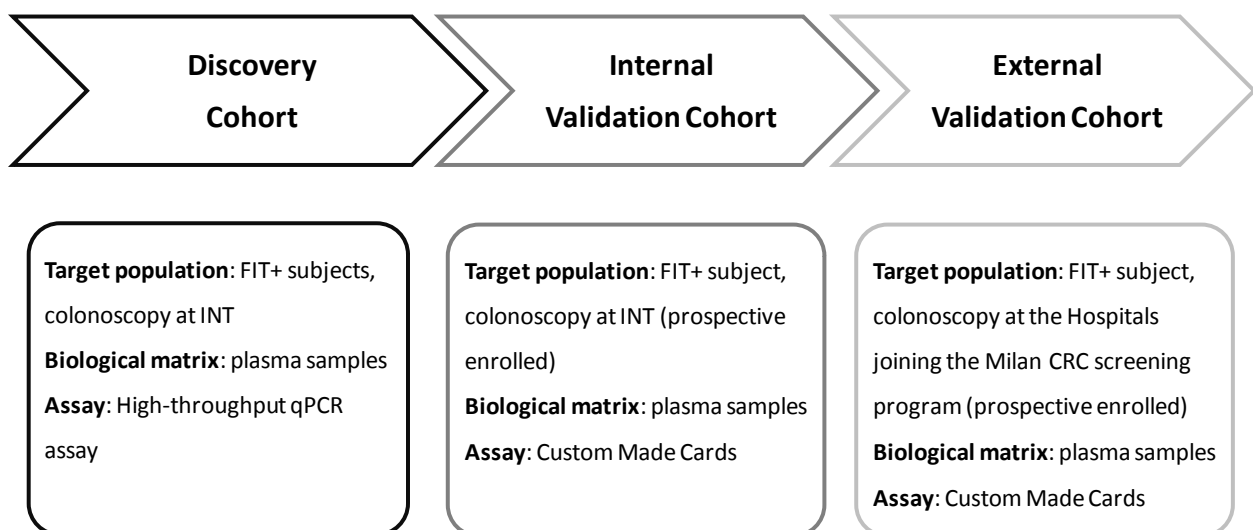 Discovery
Cohort
Internal
Validation Cohort
External
Validation Cohort
Target population: FIT+ subjects,
colonoscopy at INT
Biological matrix: plasma samples
Assay: High-throughput qPCR
assay
Target population: FIT+ subject,
colonoscopy at INT (prospective
enrolled)
Biological matrix: plasma samples
Assay: Custom Made Cards
Target population: FIT+ subject,
colonoscopy at the Hospitals
joining the Milan CRC screening
program (prospective enrolled)
Biological matrix: plasma samples
Assay: Custom Made Cards